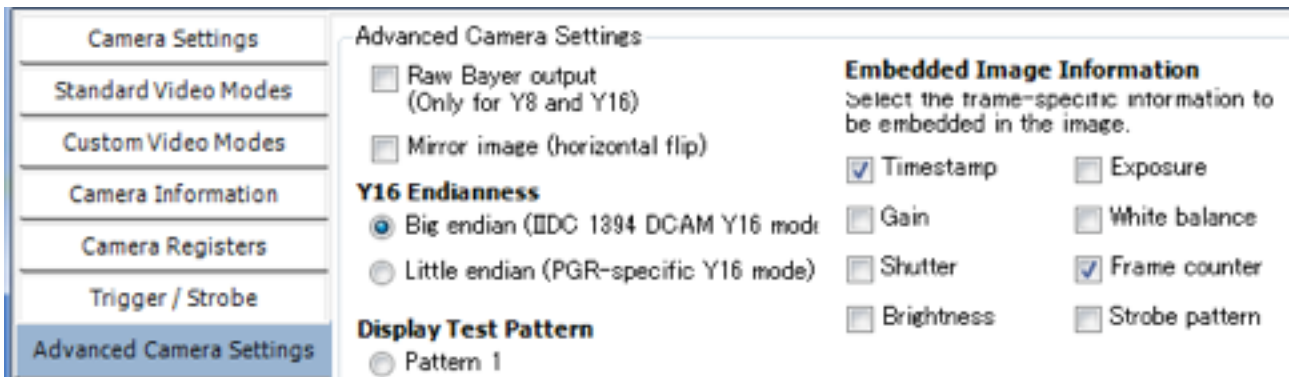 Camera Settings
Standard Video Modes
Custom Video Modes
Camera Information
Camera Registers
Trigger / Strobe
Advanced Camera Settings
Advanced Camera Settings
Raw Bayer output
(Only for Y8 and Y16)
Mirror image (horizontal flip)
Y16 Endianness
Big endian (IIDC 1394 DCAM Y16 mode
Little endian (PGR-specific Y16 mode)
Display Test Pattern
Pattern 1
Embedded Image Information
Select the frame-specific information to
be embedded in the image.
Timestamp
Exposure
Gain
White balance
Shutter
Frame counter
Brightness
Strobe pattern